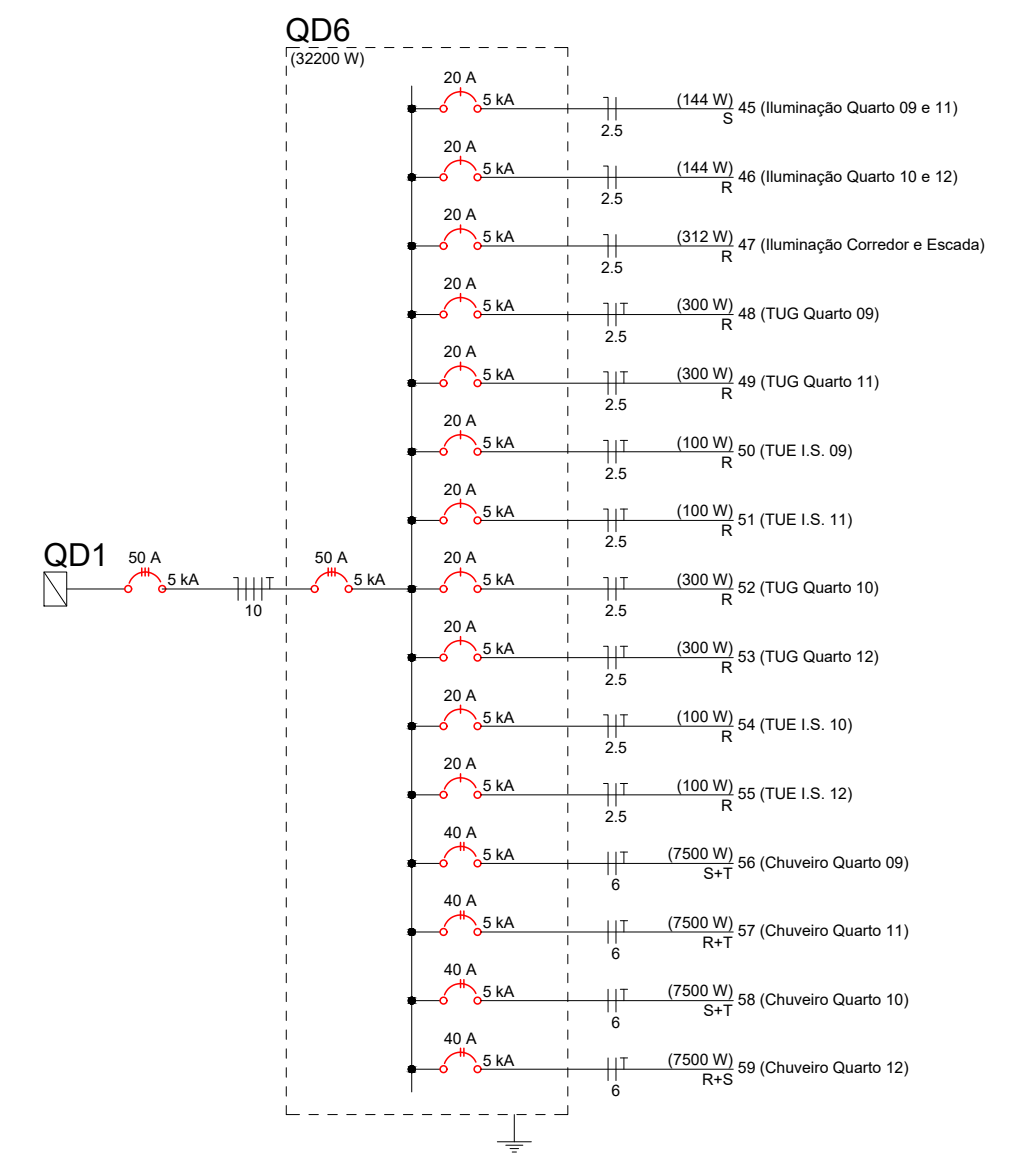 QD6
(32200 W)
20 A
5 kA
2.5
(144 W)
S
45 (Iluminação Quarto 09 e 11)
20 A
5 kA
2.5
(144 W)
R
46 (Iluminação Quarto 10 e 12)
20 A
5 kA
2.5
(312 W)
R
47 (Iluminação Corredor e Escada)
20 A
5 kA
T
2.5
(300 W)
R
48 (TUG Quarto 09)
20 A
5 kA
T
2.5
(300 W)
R
49 (TUG Quarto 11)
20 A
5 kA
T
2.5
(100 W)
R
50 (TUE I.S. 09)
20 A
5 kA
T
2.5
(100 W)
R
51 (TUE I.S. 11)
QD1
50 A
5 kA
T
10
50 A
5 kA
20 A
5 kA
T
2.5
(300 W)
R
52 (TUG Quarto 10)
20 A
5 kA
T
2.5
(300 W)
R
53 (TUG Quarto 12)
20 A
5 kA
T
2.5
(100 W)
R
54 (TUE I.S. 10)
20 A
5 kA
T
2.5
(100 W)
R
55 (TUE I.S. 12)
40 A
5 kA
T
6
(7500 W)
S+T
56 (Chuveiro Quarto 09)
40 A
5 kA
T
6
(7500 W)
R+T
57 (Chuveiro Quarto 11)
40 A
5 kA
T
6
(7500 W)
S+T
58 (Chuveiro Quarto 10)
40 A
5 kA
T
6
(7500 W)
R+S
59 (Chuveiro Quarto 12)